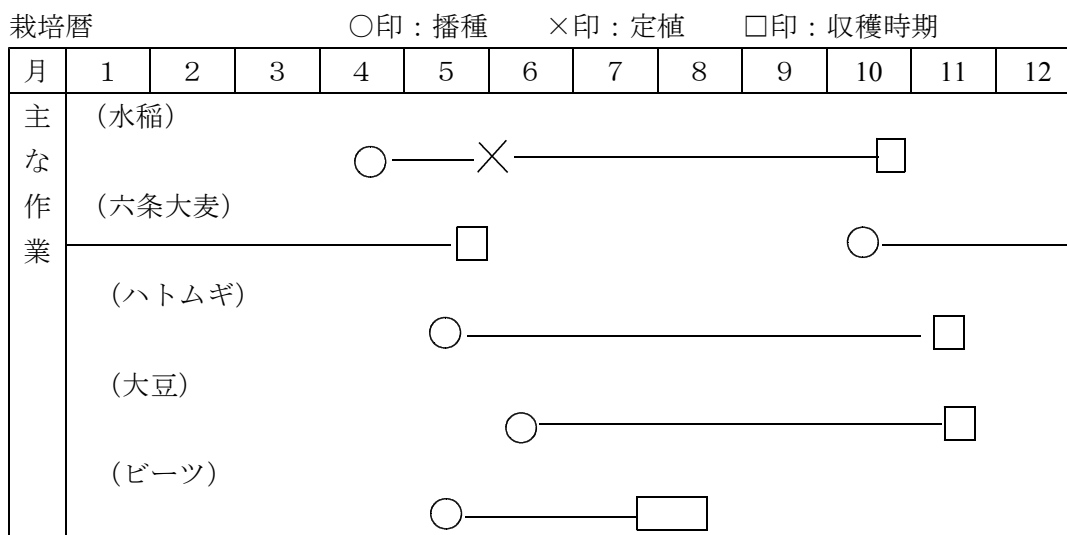 栽培暦 ○印：播種 ×印：定植 □印：収穫時期
月 1 2 3 4 5 6 7 8 9 10 11 12
主な作業
（水稲）
（六条大麦）
（ハトムギ）
（大豆）
（ビーツ）